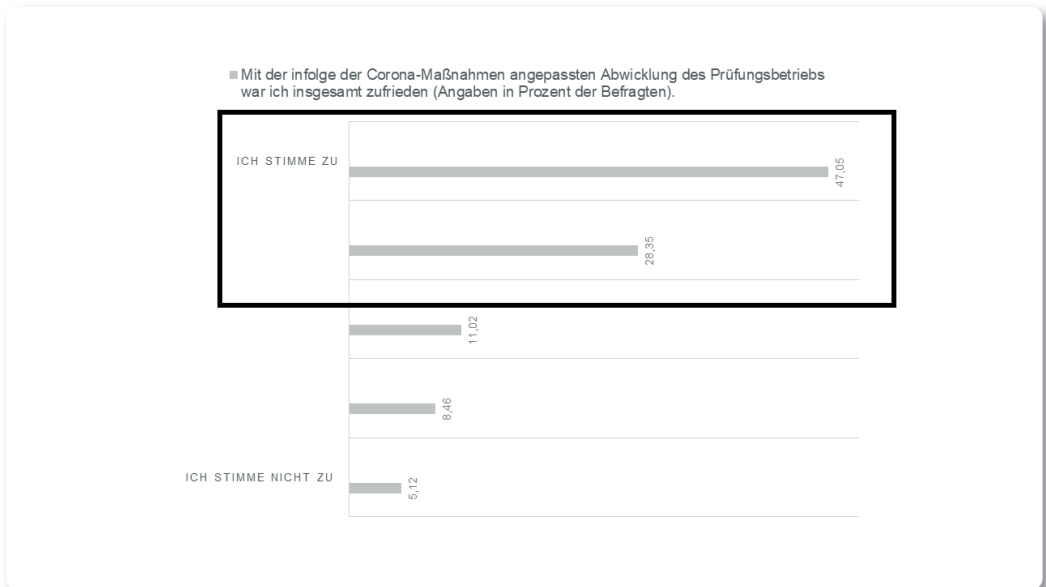 Mit der infolge der Corona-Maßnahmen angepassten Abwicklung des Prüfungsbetriebs
war ich insgesamt zufrieden (Angaben in Prozent der Befragten).
ICH STIMME ZU
47,05
28,35
11,02
8,46
ICH STIMME NICHT ZU
5,12